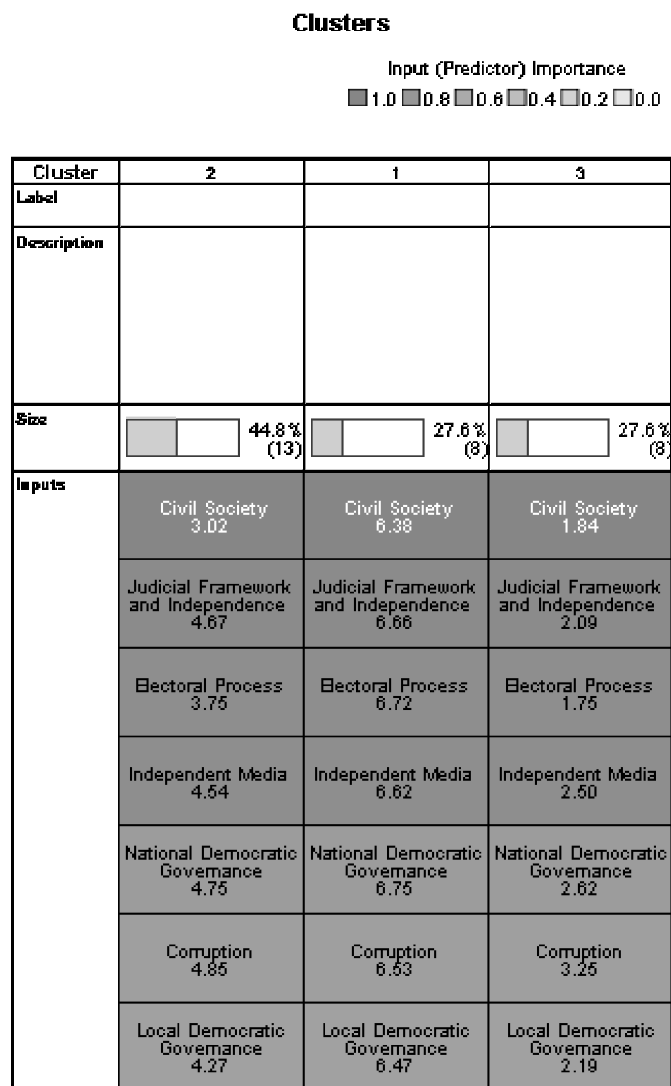 Clusters
Input (Predictor) Importance
1.0 0.8 0.6 0.4 0.2 0.0
Cluster 2 1 3
Label
Description
Size 44.8% 27.6% 27.6%
(13) (8) (8)
Inputs
Civil Society Civil Society Civil Society
3.02 6.38 1.84
Judicial Framework Judicial Framework Judicial Framework
and Independence and Independence and Independence
4.67 6.66 2.09
Electoral Process Electoral Process Electoral Process
3.75 6.72 1.75
Independent Media Independent Media Independent Media
4.54 6.62 2.50
National Democratic National Democratic National Democratic
Governance Governance Governance
4.75 6.75 2.62
Corruption Corruption Corruption
4.85 6.53 3.25
Local Democratic Local Democratic Local Democratic
Governance Governance Governance
4.27 6.47 2.19